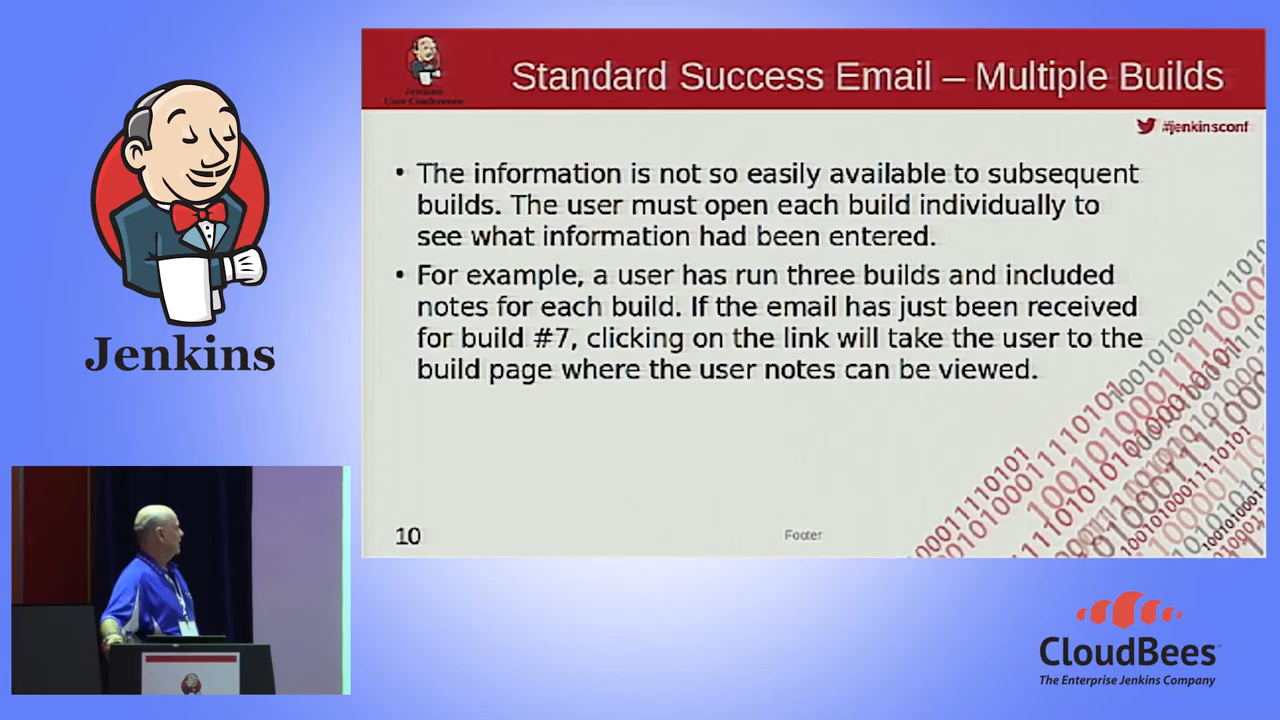 Jenkins
User Conference
Standard Success Email – Multiple Builds
#jenkinsconf
• The information is not so easily available to subsequent
builds. The user must open each build individually to
see what information had been entered.
• For example, a user has run three builds and included
notes for each build. If the email has just been received
for build #7, clicking on the link will take the user to the
build page where the user notes can be viewed.
10
Footer
Jenkins
CloudBees
The Enterprise Jenkins Company